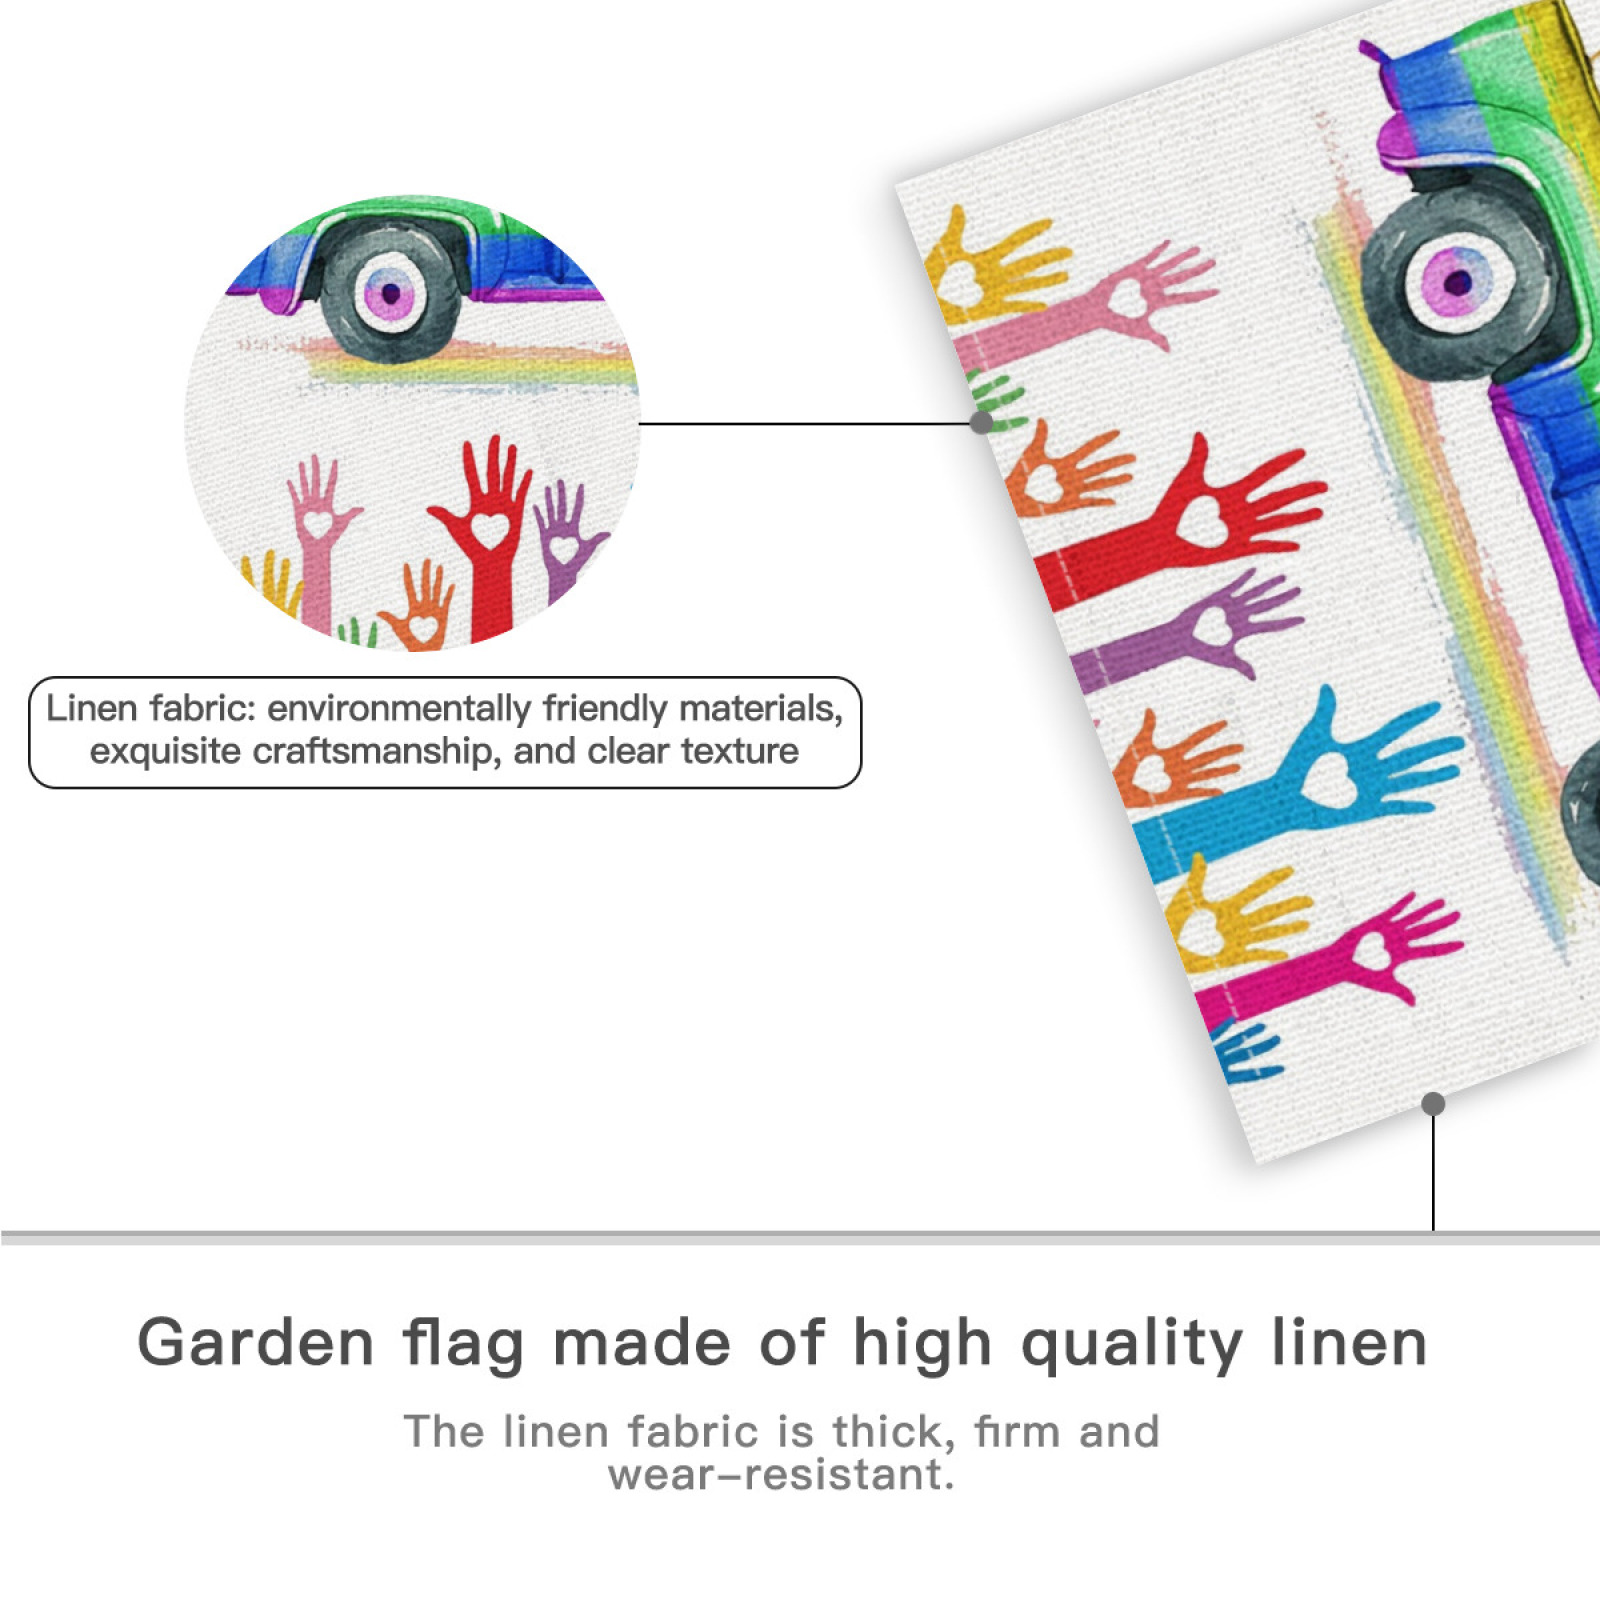 Linen fabric: environmentally friendly materials,
exquisite craftsmanship, and clear texture
Garden flag made of high quality linen
The linen fabric is thick, firm and
wear-resistant.